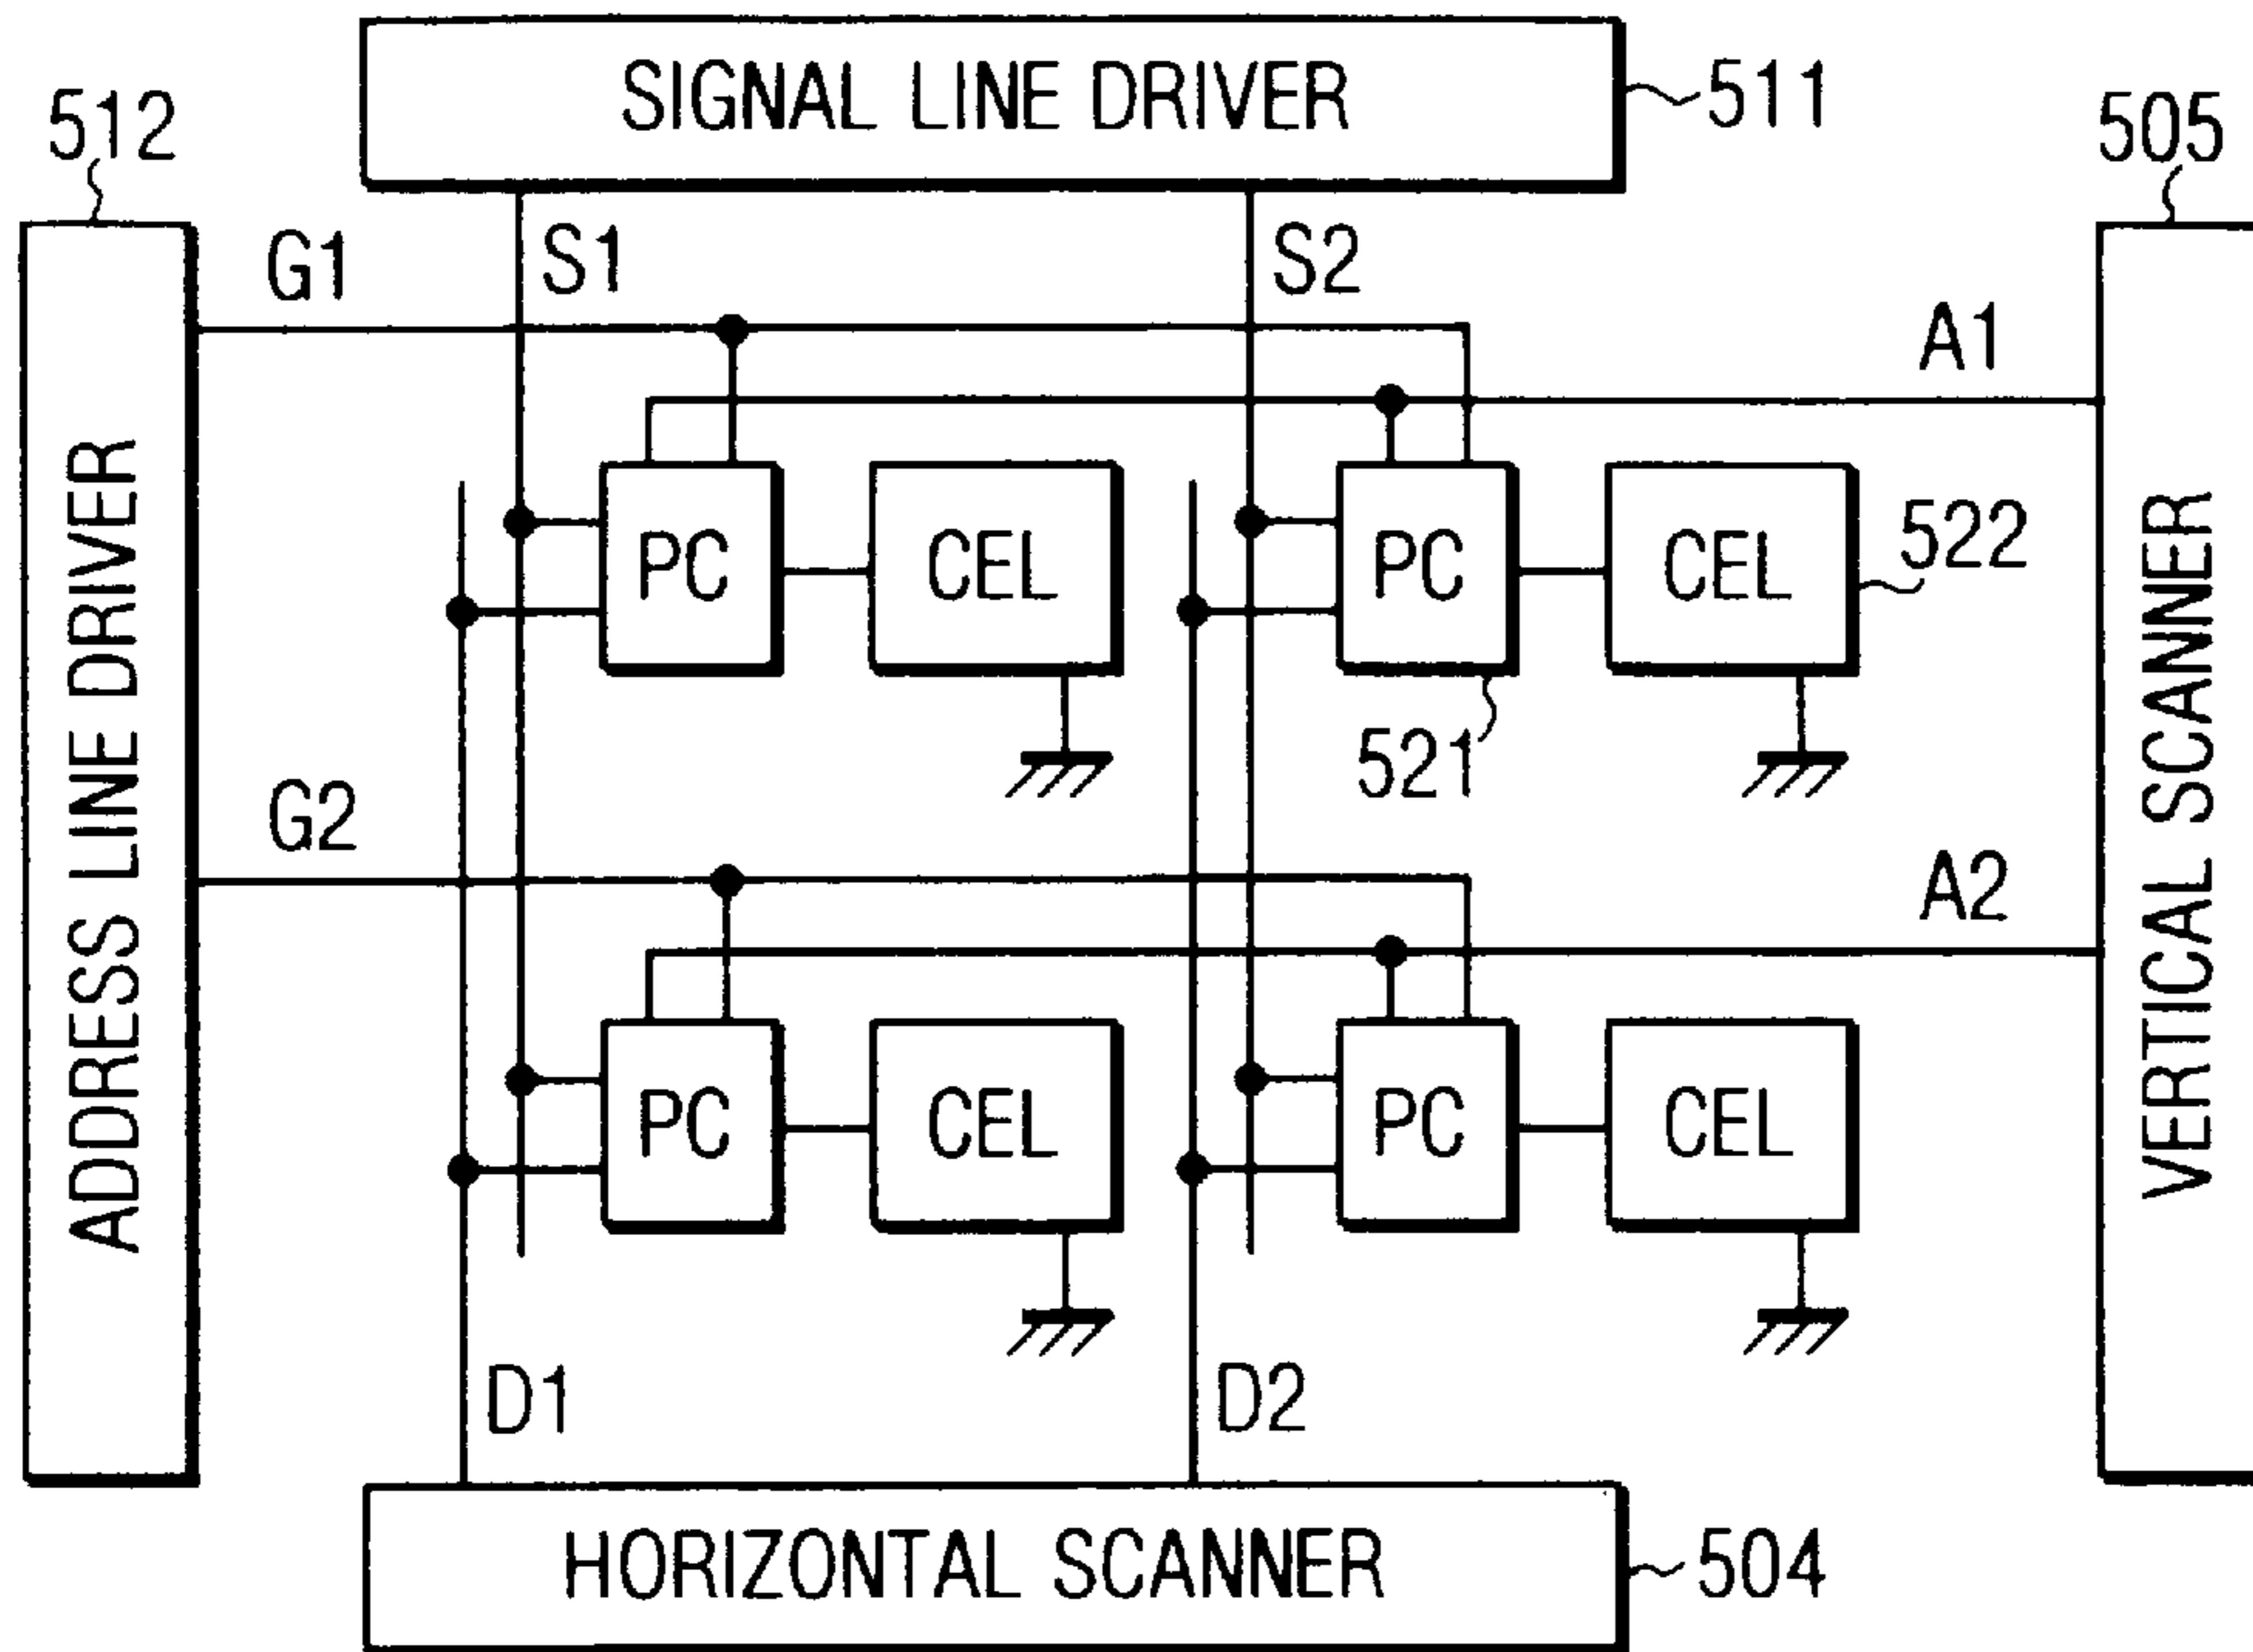 SIGNAL LINE DRIVER
511
512
505
G1
S1
S2
A1
ADDRESS LINE DRIVER
VERTICAL SCANNER
PC
CEL
PC
CEL
522
521
G2
A2
PC
CEL
PC
CEL
D1
D2
HORIZONTAL SCANNER
504